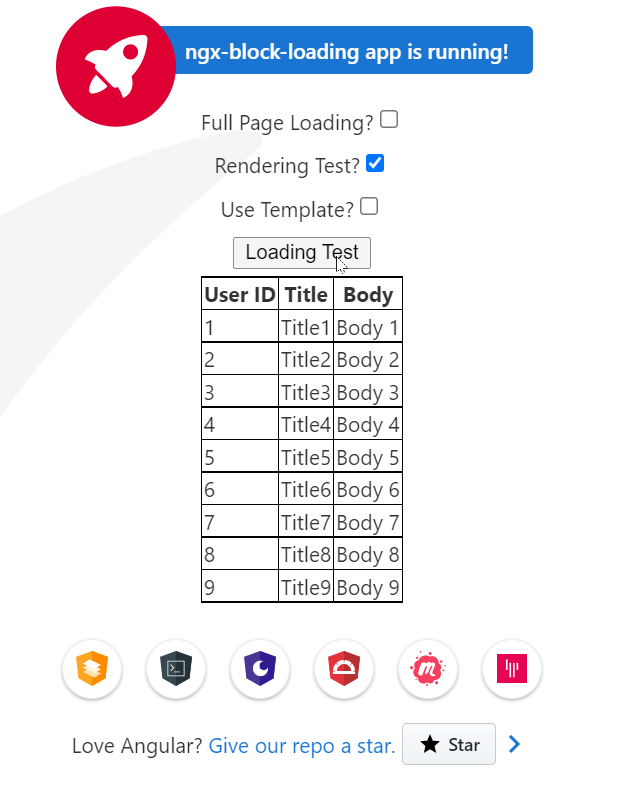 ngx-block-loading app is running!
Full Page Loading?
Rendering Test?
Use Template?
Loading Test
User ID Title Body
1 Title1 Body 1
2 Title2 Body 2
3 Title3 Body 3
4 Title4 Body 4
5 Title5 Body 5
6 Title6 Body 6
7 Title7 Body 7
8 Title8 Body 8
9 Title9 Body 9
m
Love Angular? Give our repo a star. Star